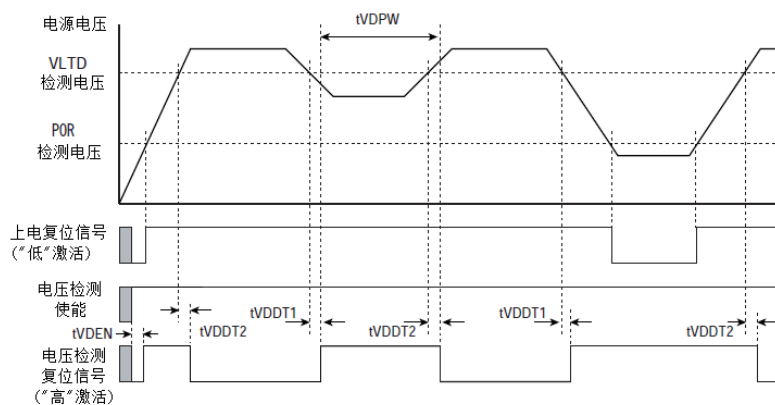 电源电压
tVDPW
VLTD
检测电压
POR
检测电压
上电复位信号
("低"激活)
电压检测
使能
tVDEN
tVDDT2
tVDDT1
tVDDT2
tVDDT1
tVDDT2
电压检测
复位信号
("高"激活)